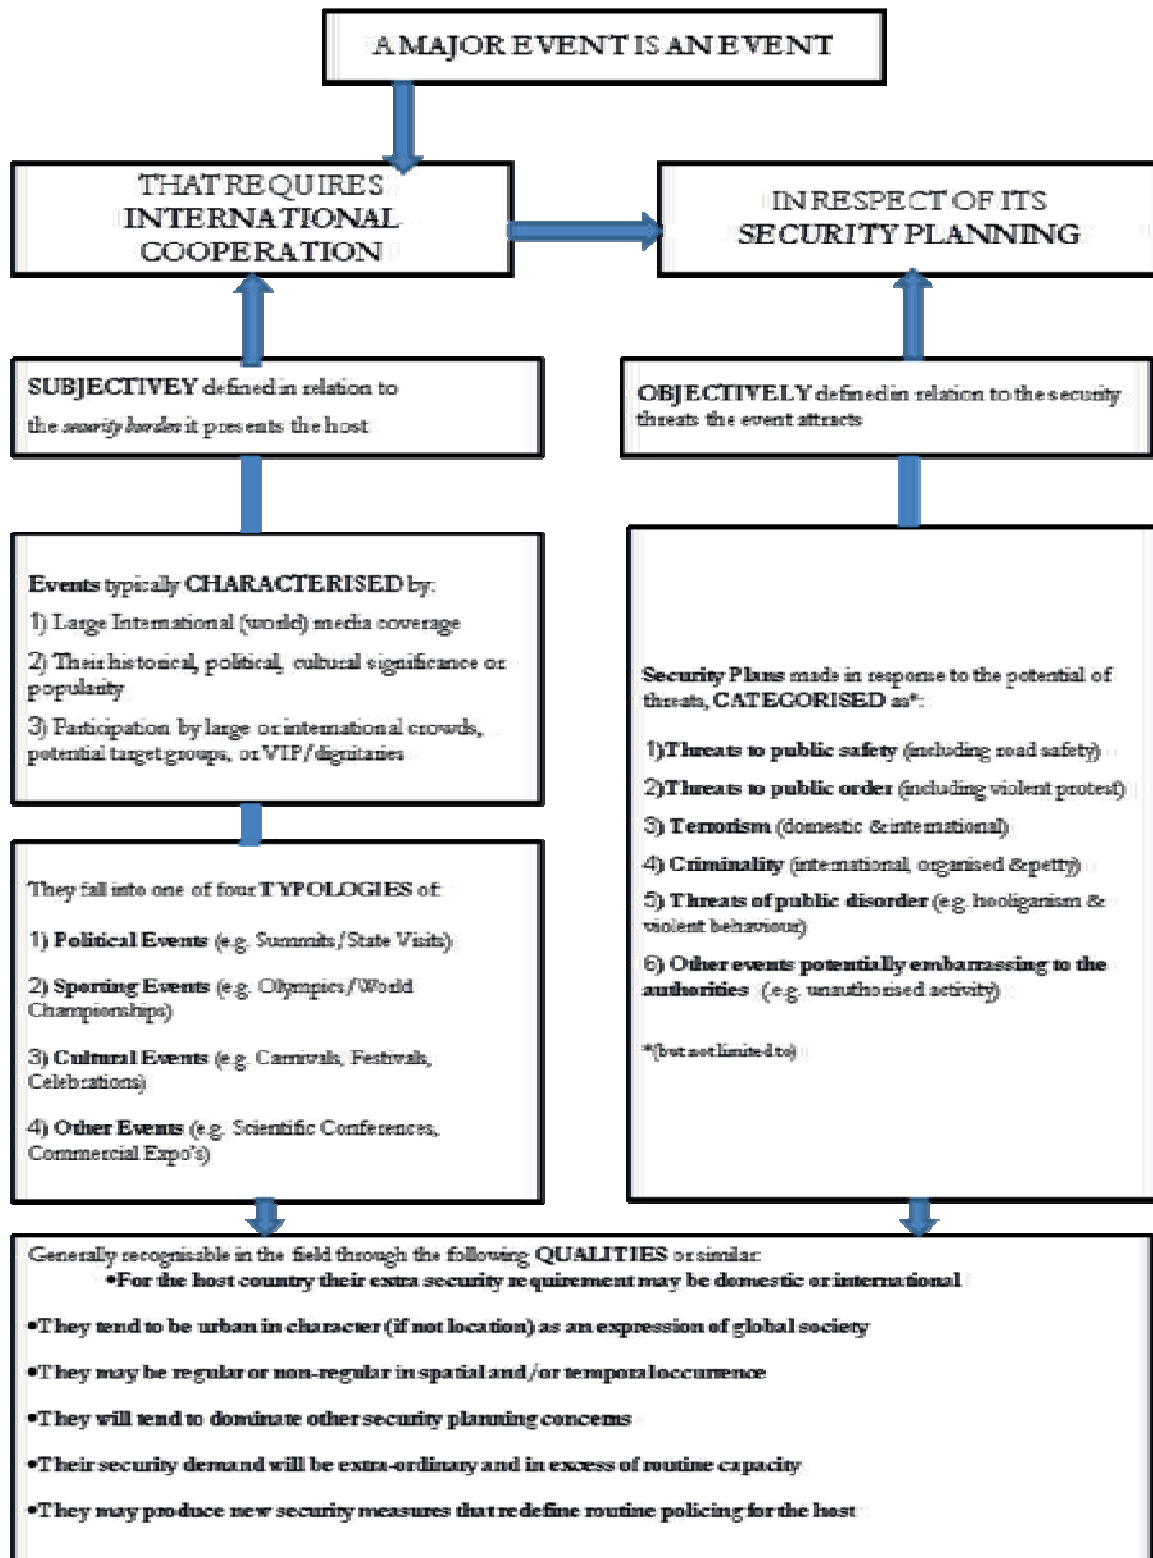 A MAJOR EVENT IS AN EVENT
THAT REQUIRES
INTERNATIONAL
COOPERATION
IN RESPECT OF ITS
SECURITY PLANNING
SUBJECTIVEY defined in relation to
the security burden it presents the host
OBJECTIVELY defined in relation to the security
threats the event attracts
Events typically CHARACTERISED by:
1) Large International (world) media coverage
2) Their historical, political, cultural significance or
popularity
3) Participation by large or international crowds,
potential target groups, or VIP/dignitaries
They fall into one of four TYPOLOGIES of:
1) Political Events (e.g. Summits/State Visits)
2) Sporting Events (e.g. Olympics/World
Championships)
3) Cultural Events (e.g. Carnivals, Festivals,
Celebrations)
4) Other Events (e.g. Scientific Conferences,
Commercial Expo's)
Security Plans made in response to the potential of
threats, CATEGORISED as*:
1)Threats to public safety (including road safety)
2)Threats to public order (including violent protest)
3) Terrorism (domestic & international)
4) Criminality (international, organised &petty)
5) Threats of public disorder (e.g. hooliganism &
violent behaviour)
6) Other events potentially embarrassing to the
authorities (e.g. unauthorised activity)
*(but not limited to)
Generally recognisable in the field through the following QUALITIES or similar:
•For the host country their extra security requirement may be domestic or international
•They tend to be urban in character (if not location) as an expression of global society
•They may be regular or non-regular in spatial and/or temporal occurrence
•They will tend to dominate other security planning concerns
•Their security demand will be extra-ordinary and in excess of routine capacity
•They may produce new security measures that redefine routine policing for the host